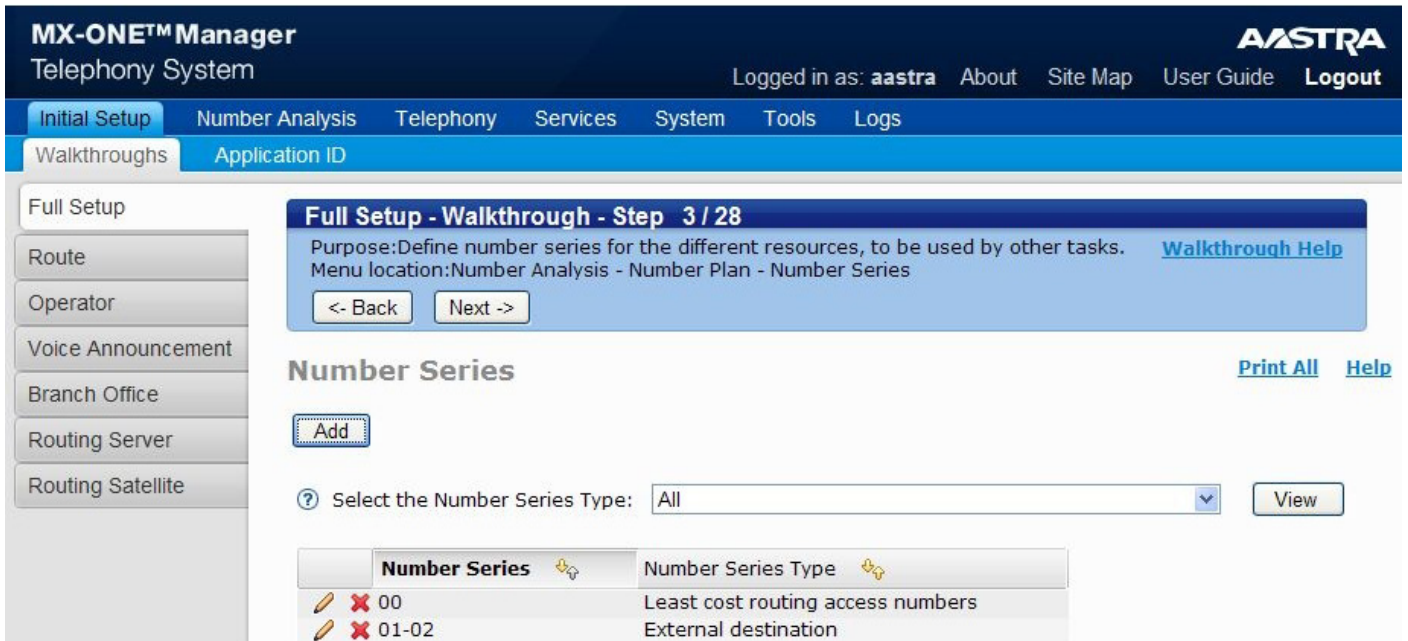 MX-ONE™ Manager
AASTRA
Telephony System
Logged in as: aastra About Site Map User Guide Logout
Initial Setup Number Analysis Telephony Services System Tools Logs
Walkthroughs Application ID
Full Setup
Route
Operator
Voice Announcement
Branch Office
Routing Server
Routing Satellite
Full Setup - Walkthrough - Step 3 / 28
Purpose:Define number series for the different resources, to be used by other tasks. Walkthrough Help
Menu location:Number Analysis - Number Plan - Number Series
<- Back Next ->
Number Series Print All Help
Add
? Select the Number Series Type: All View
Number Series Number Series Type
00 Least cost routing access numbers
01-02 External destination